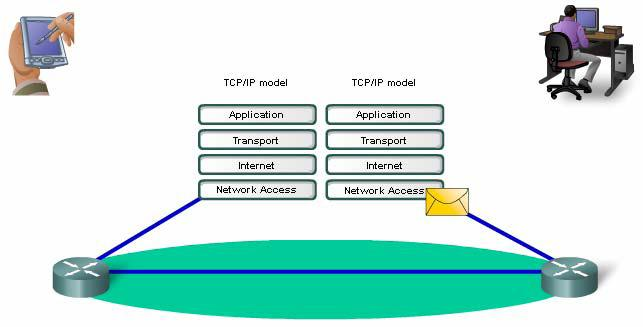 TCP/IP model TCP/IP model
Application Application
Transport Transport
Internet Internet
Network Access Network Access